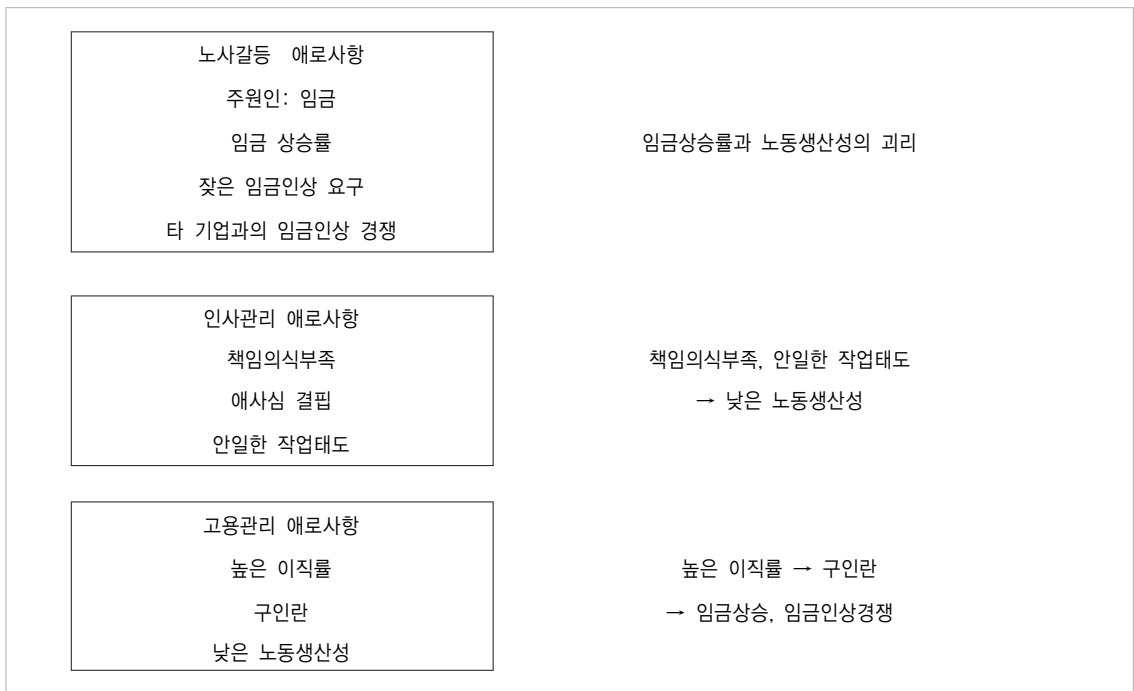 노사갈등 애로사항
주원인: 임금
임금 상승률
잦은 임금인상 요구
타 기업과의 임금인상 경쟁
임금상승률과 노동생산성의 괴리
인사관리 애로사항
책임의식부족
애사심 결핍
안일한 작업태도
책임의식부족, 안일한 작업태도
→ 낮은 노동생산성
고용관리 애로사항
높은 이직률
구인란
낮은 노동생산성
높은 이직률 → 구인란
→ 임금상승, 임금인상경쟁